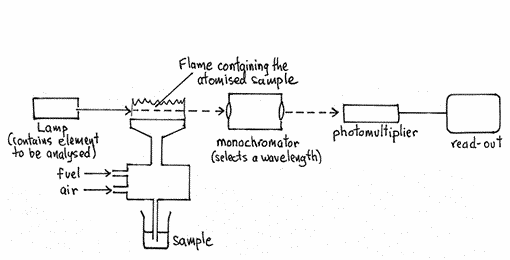 Flame containing the
atomised sample
Lamp
(contains element
to be analysed)
monochromator
(selects a wavelength)
photomultiplier
read-out
fuel
air
sample